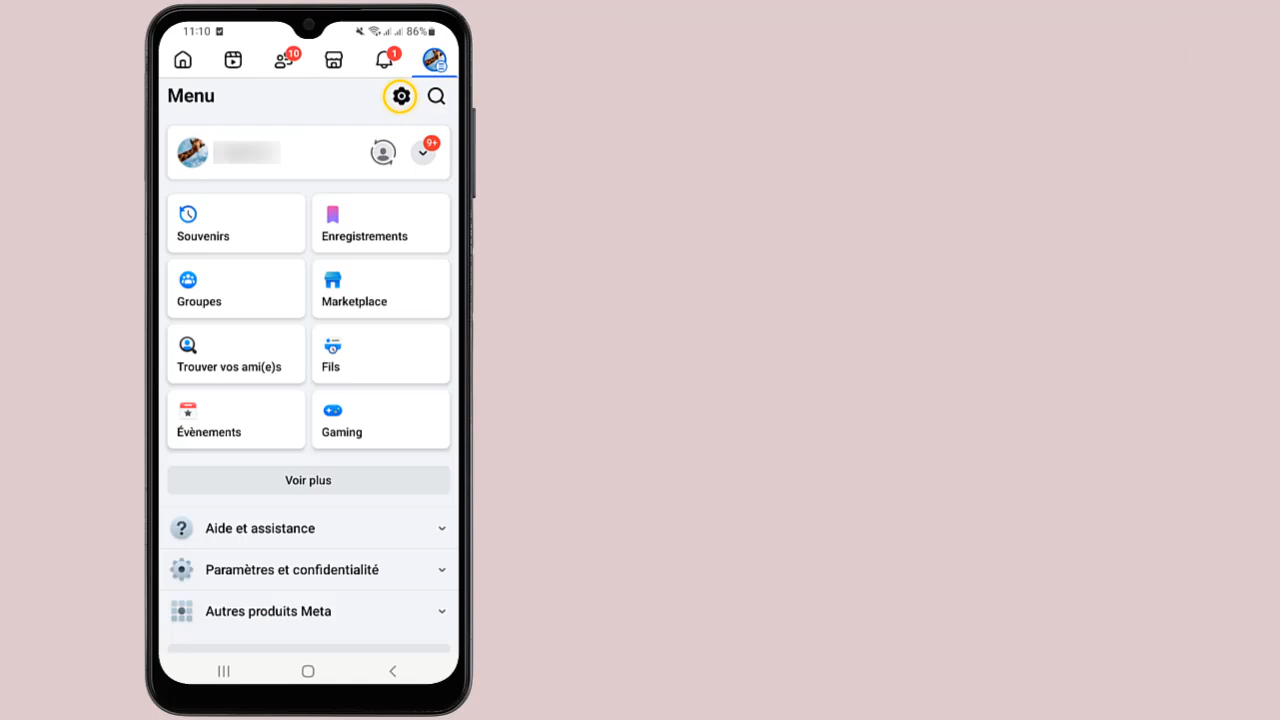 11:10 86%
10 1
Menu
9+
Souvenirs Enregistrements
Groupes Marketplace
Trouver vos ami(e)s Fils
Évènements Gaming
Voir plus
Aide et assistance
Paramètres et confidentialité
Autres produits Meta